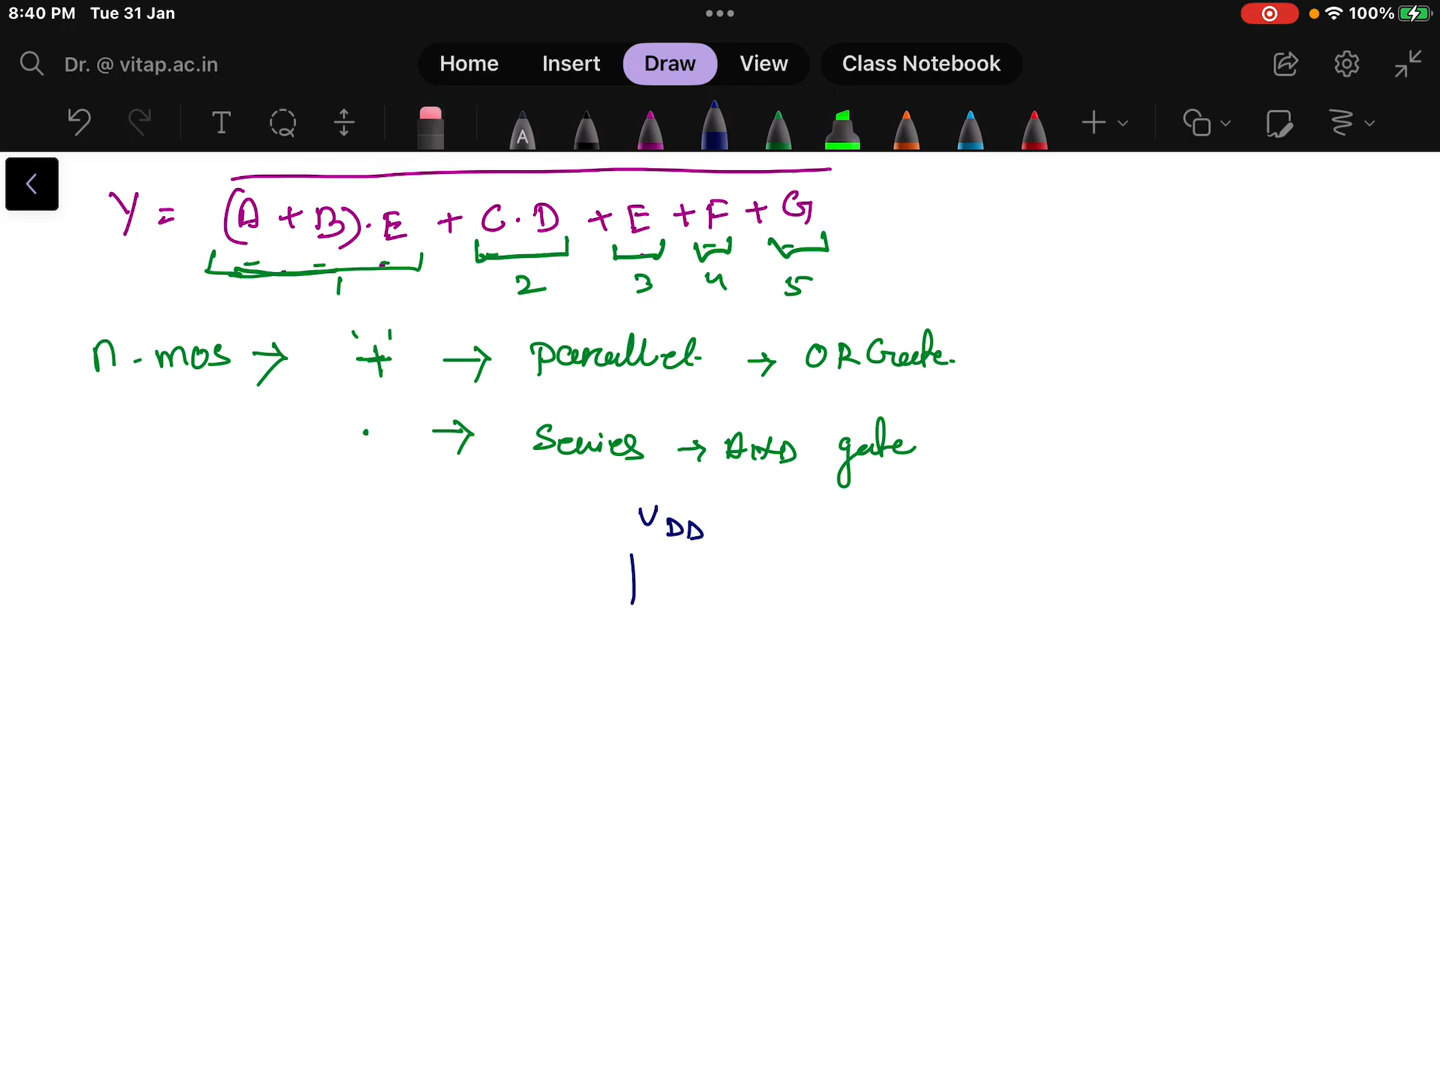 8:40 PM Tue 31 Jan 100%
Dr. @ vitap.ac.in Home Insert Draw View Class Notebook
T A
Y = (A + B).E + C.D + E + F + G
1 2 3 4 5
n-mos → '+' → parallel → OR Gate.
. → Series → AND gate
VDD